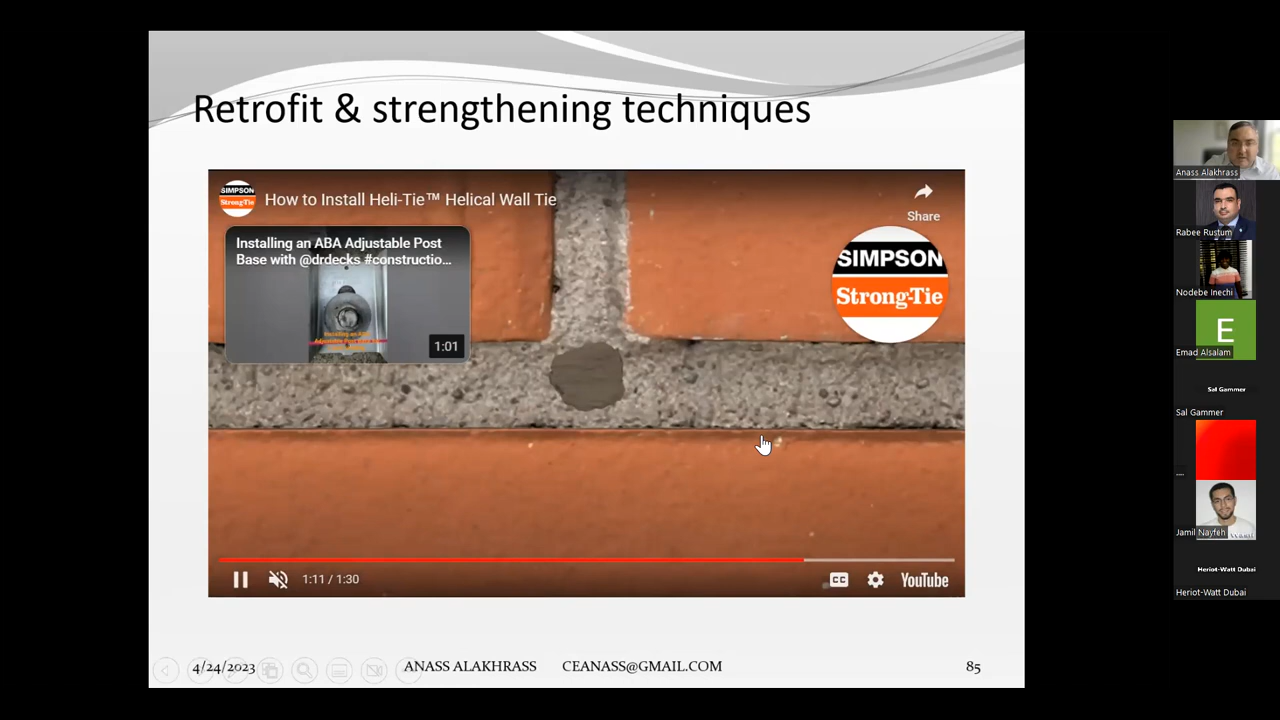 Retrofit & strengthening techniques
SIMPSON
Strong-Tie
How to Install Heli-Tie™ Helical Wall Tie
Share
Installing an ABA Adjustable Post
Base with @drdecks #constructio...
1:01
SIMPSON
Strong-Tie
1:11 / 1:30
CC
YouTube
4/24/2023
ANASS ALAKHRASS CEANASS@GMAIL.COM
85
Anass Alakhrass
Rabee Rustum
Nodebe Inechi
E
Emad Alsalam
Sal Gammer
Sal Gammer
....
Jamil Nayfeh
Heriot-Watt Dubai
Heriot-Watt Dubai